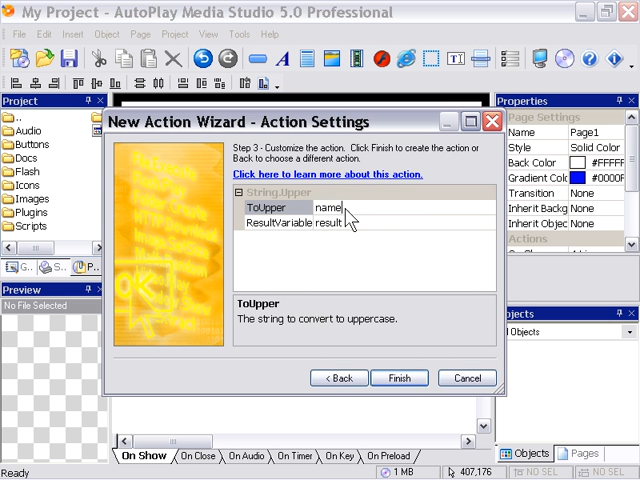 My Project - AutoPlay Media Studio 5.0 Professional
File Edit Insert Object Page Project Publish View Tools Help
Project
..
Audio
Buttons
Docs
Flash
Icons
Images
Plugins
Scripts
G...
S...
P...
Preview
No File Selected
New Action Wizard - Action Settings
Step 3 - Customize the action. Click Finish to create the action or
Back to choose a different action.
Click here to learn more about this action.
String.Upper
ToUpper name
ResultVariable result
ToUpper
The string to convert to uppercase.
< Back Finish Cancel
Properties
Page Settings
Name Page1
Style Solid Color
Back Color #FFFFF
Gradient Colo #0000F
Transition None
Inherit Backg None
Inherit Objec None
Actions
Objects
Objects Pages
On Show On Close On Audio On Timer On Key On Preload
Ready 1 MB 407,176 NO SEL NO SEL